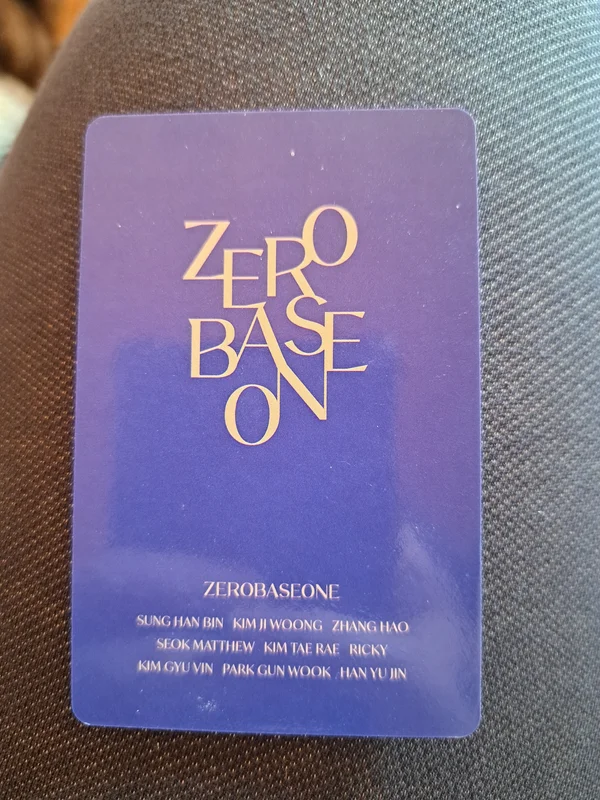 ZERO
BASE
ON
ZEROBASEONE
SUNG HAN BIN KIM JI WOONG ZHANG HAO
SEOK MATTHEW KIM TAE RAE RICKY
KIM GYU VIN PARK GUN WOOK HAN YU JIN